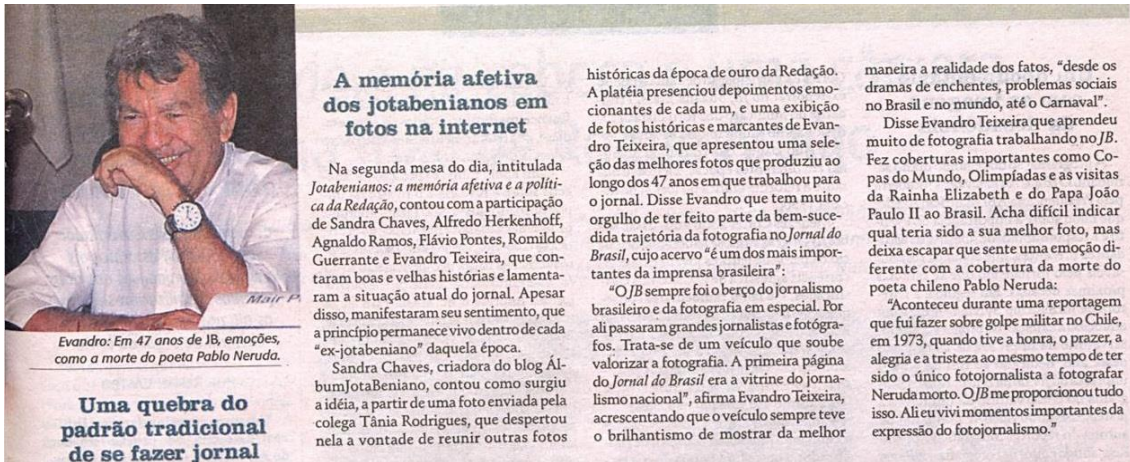 Mair P
Evandro: Em 47 anos de JB, emoções,
como a morte do poeta Pablo Neruda.
Uma quebra do
padrão tradicional
de se fazer jornal
A memória afetiva
dos jotabenianos em
fotos na internet
Na segunda mesa do dia, intitulada
Jotabenianos: a memória afetiva e a políti-
ca da Redação, contou com a participação
de Sandra Chaves, Alfredo Herkenhoff,
Agnaldo Ramos, Flávio Pontes, Romildo
Guerrante e Evandro Teixeira, que con-
taram boas e velhas histórias e lamenta-
ram a situação atual do jornal. Apesar
disso, manifestaram seu sentimento, que
a princípio permanece vivo dentro de cada
"ex-jotabeniano" daquela época.
Sandra Chaves, criadora do blog Ál-
bumJotaBeniano, contou como surgiu
a idéia, a partir de uma foto enviada pela
colega Tânia Rodrigues, que despertou
nela a vontade de reunir outras fotos
históricas da época de ouro da Redação.
A platéia presenciou depoimentos emo-
cionantes de cada um, e uma exibição
de fotos históricas e marcantes de Evan-
dro Teixeira, que apresentou uma sele-
ção das melhores fotos que produziu ao
longo dos 47 anos em que trabalhou para
o jornal. Disse Evandro que tem muito
orgulho de ter feito parte da bem-suce-
dida trajetória da fotografia no Jornal do
Brasil, cujo acervo "é um dos mais impor-
tantes da imprensa brasileira":
"O JB sempre foi o berço do jornalismo
brasileiro e da fotografia em especial. Por
ali passaram grandes jornalistas e fotógra-
fos. Trata-se de um veículo que soube
valorizar a fotografia. A primeira página
do Jornal do Brasil era a vitrine do jorna-
lismo nacional", afirma Evandro Teixeira,
acrescentando que o veículo sempre teve
o brilhantismo de mostrar da melhor
maneira a realidade dos fatos, "desde os
dramas de enchentes, problemas sociais
no Brasil e no mundo, até o Carnaval".
Disse Evandro Teixeira que aprendeu
muito de fotografia trabalhando no JB.
Fez coberturas importantes como Co-
pas do Mundo, Olimpíadas e as visitas
da Rainha Elizabeth e do Papa João
Paulo II ao Brasil. Acha difícil indicar
qual teria sido a sua melhor foto, mas
deixa escapar que sente uma emoção di-
ferente com a cobertura da morte do
poeta chileno Pablo Neruda:
"Aconteceu durante uma reportagem
que fui fazer sobre golpe militar no Chile,
em 1973, quando tive a honra, o prazer, a
alegria e a tristeza ao mesmo tempo de ter
sido o único fotojornalista a fotografar
Neruda morto. O JB me proporcionou tudo
isso. Ali eu vivi momentos importantes da
expressão do fotojornalismo."